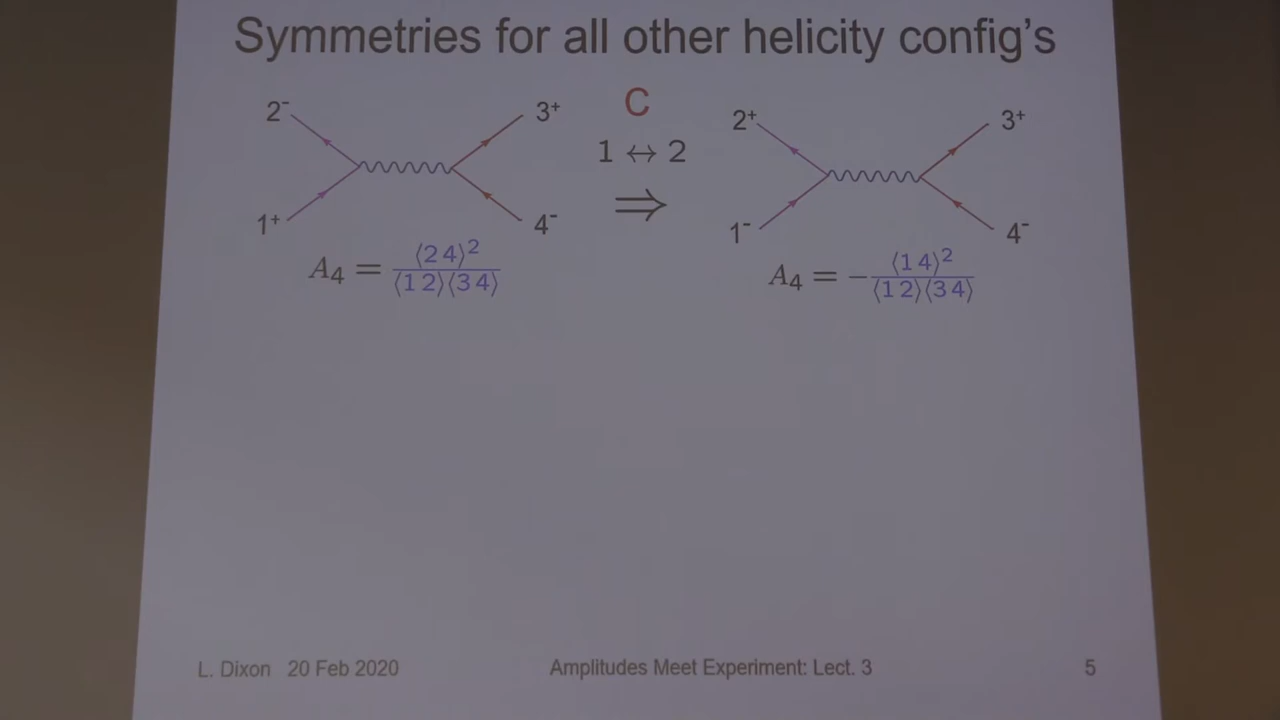 Symmetries for all other helicity config's
2⁻ 3⁺ C 2⁺ 3⁺
1 ↔ 2
⇒
1⁺ 4⁻ 1⁻ 4⁻
A₄ = ⟨2 4⟩² / ⟨1 2⟩⟨3 4⟩ A₄ = − ⟨1 4⟩² / ⟨1 2⟩⟨3 4⟩
L. Dixon 20 Feb 2020 Amplitudes Meet Experiment: Lect. 3 5